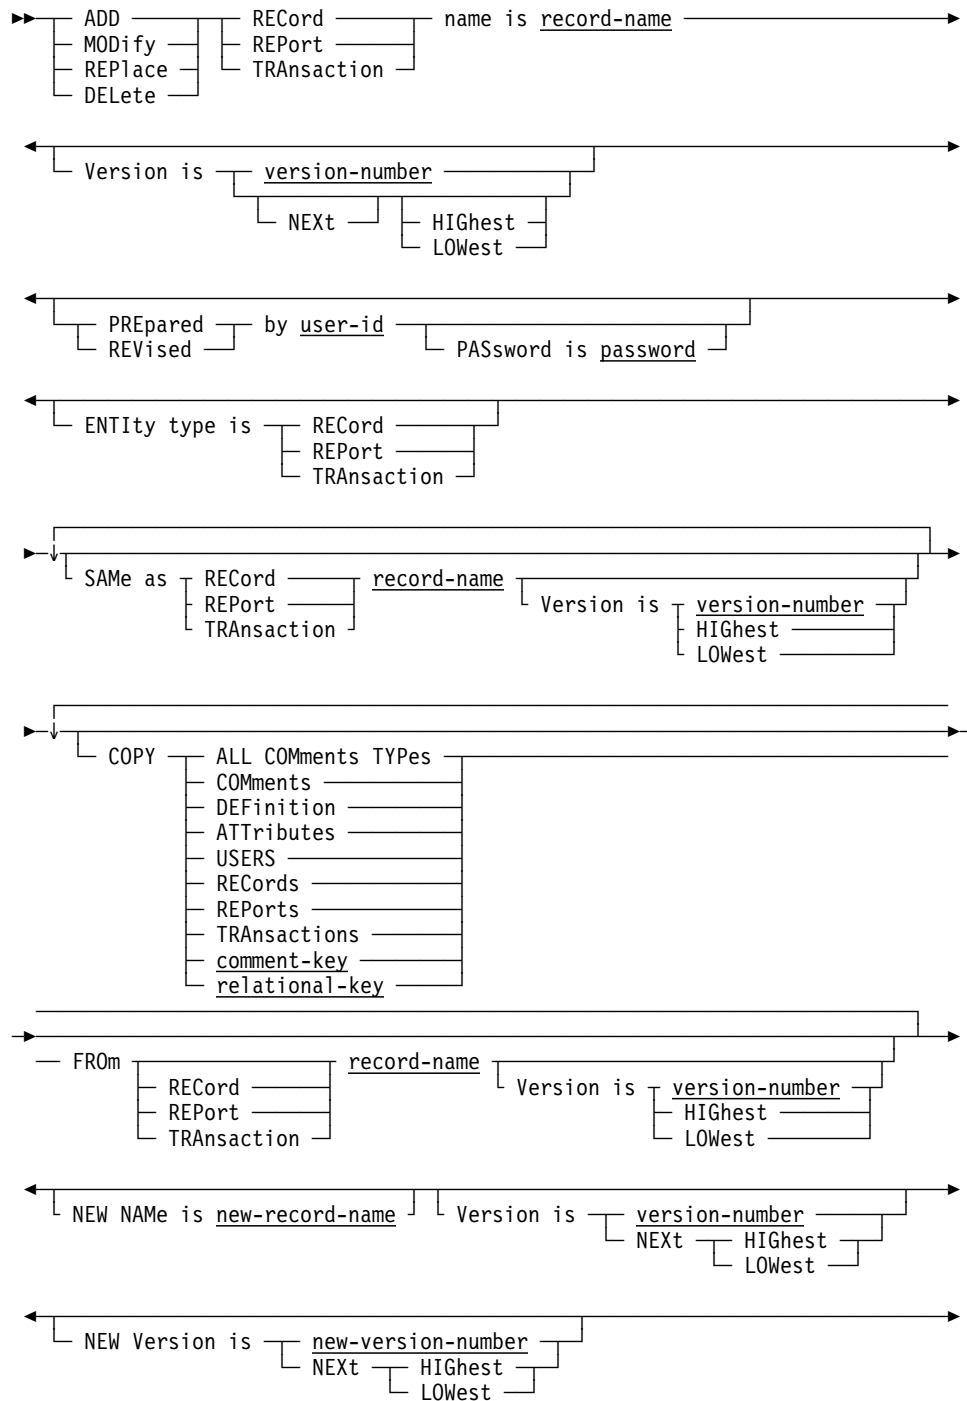 ADD RECord name is record-name
MODify REPort
REPlace TRAnsaction
DELete
Version is version-number
NEXt HIGhest
LOWest
PREpared by user-id
REVised PASsword is password
ENTIty type is RECord
REPort
TRAnsaction
SAMe as RECord record-name
REPort Version is version-number
TRAnsaction HIGhest
LOWest
COPY ALL COMments TYPes
COMments
DEFinition
ATTributes
USERS
RECords
REPorts
TRAnsactions
comment-key
relational-key
FROm record-name
RECord Version is version-number
REPort HIGhest
TRAnsaction LOWest
NEW NAMe is new-record-name Version is version-number
NEXt HIGhest
LOWest
NEW Version is new-version-number
NEXt HIGhest
LOWest